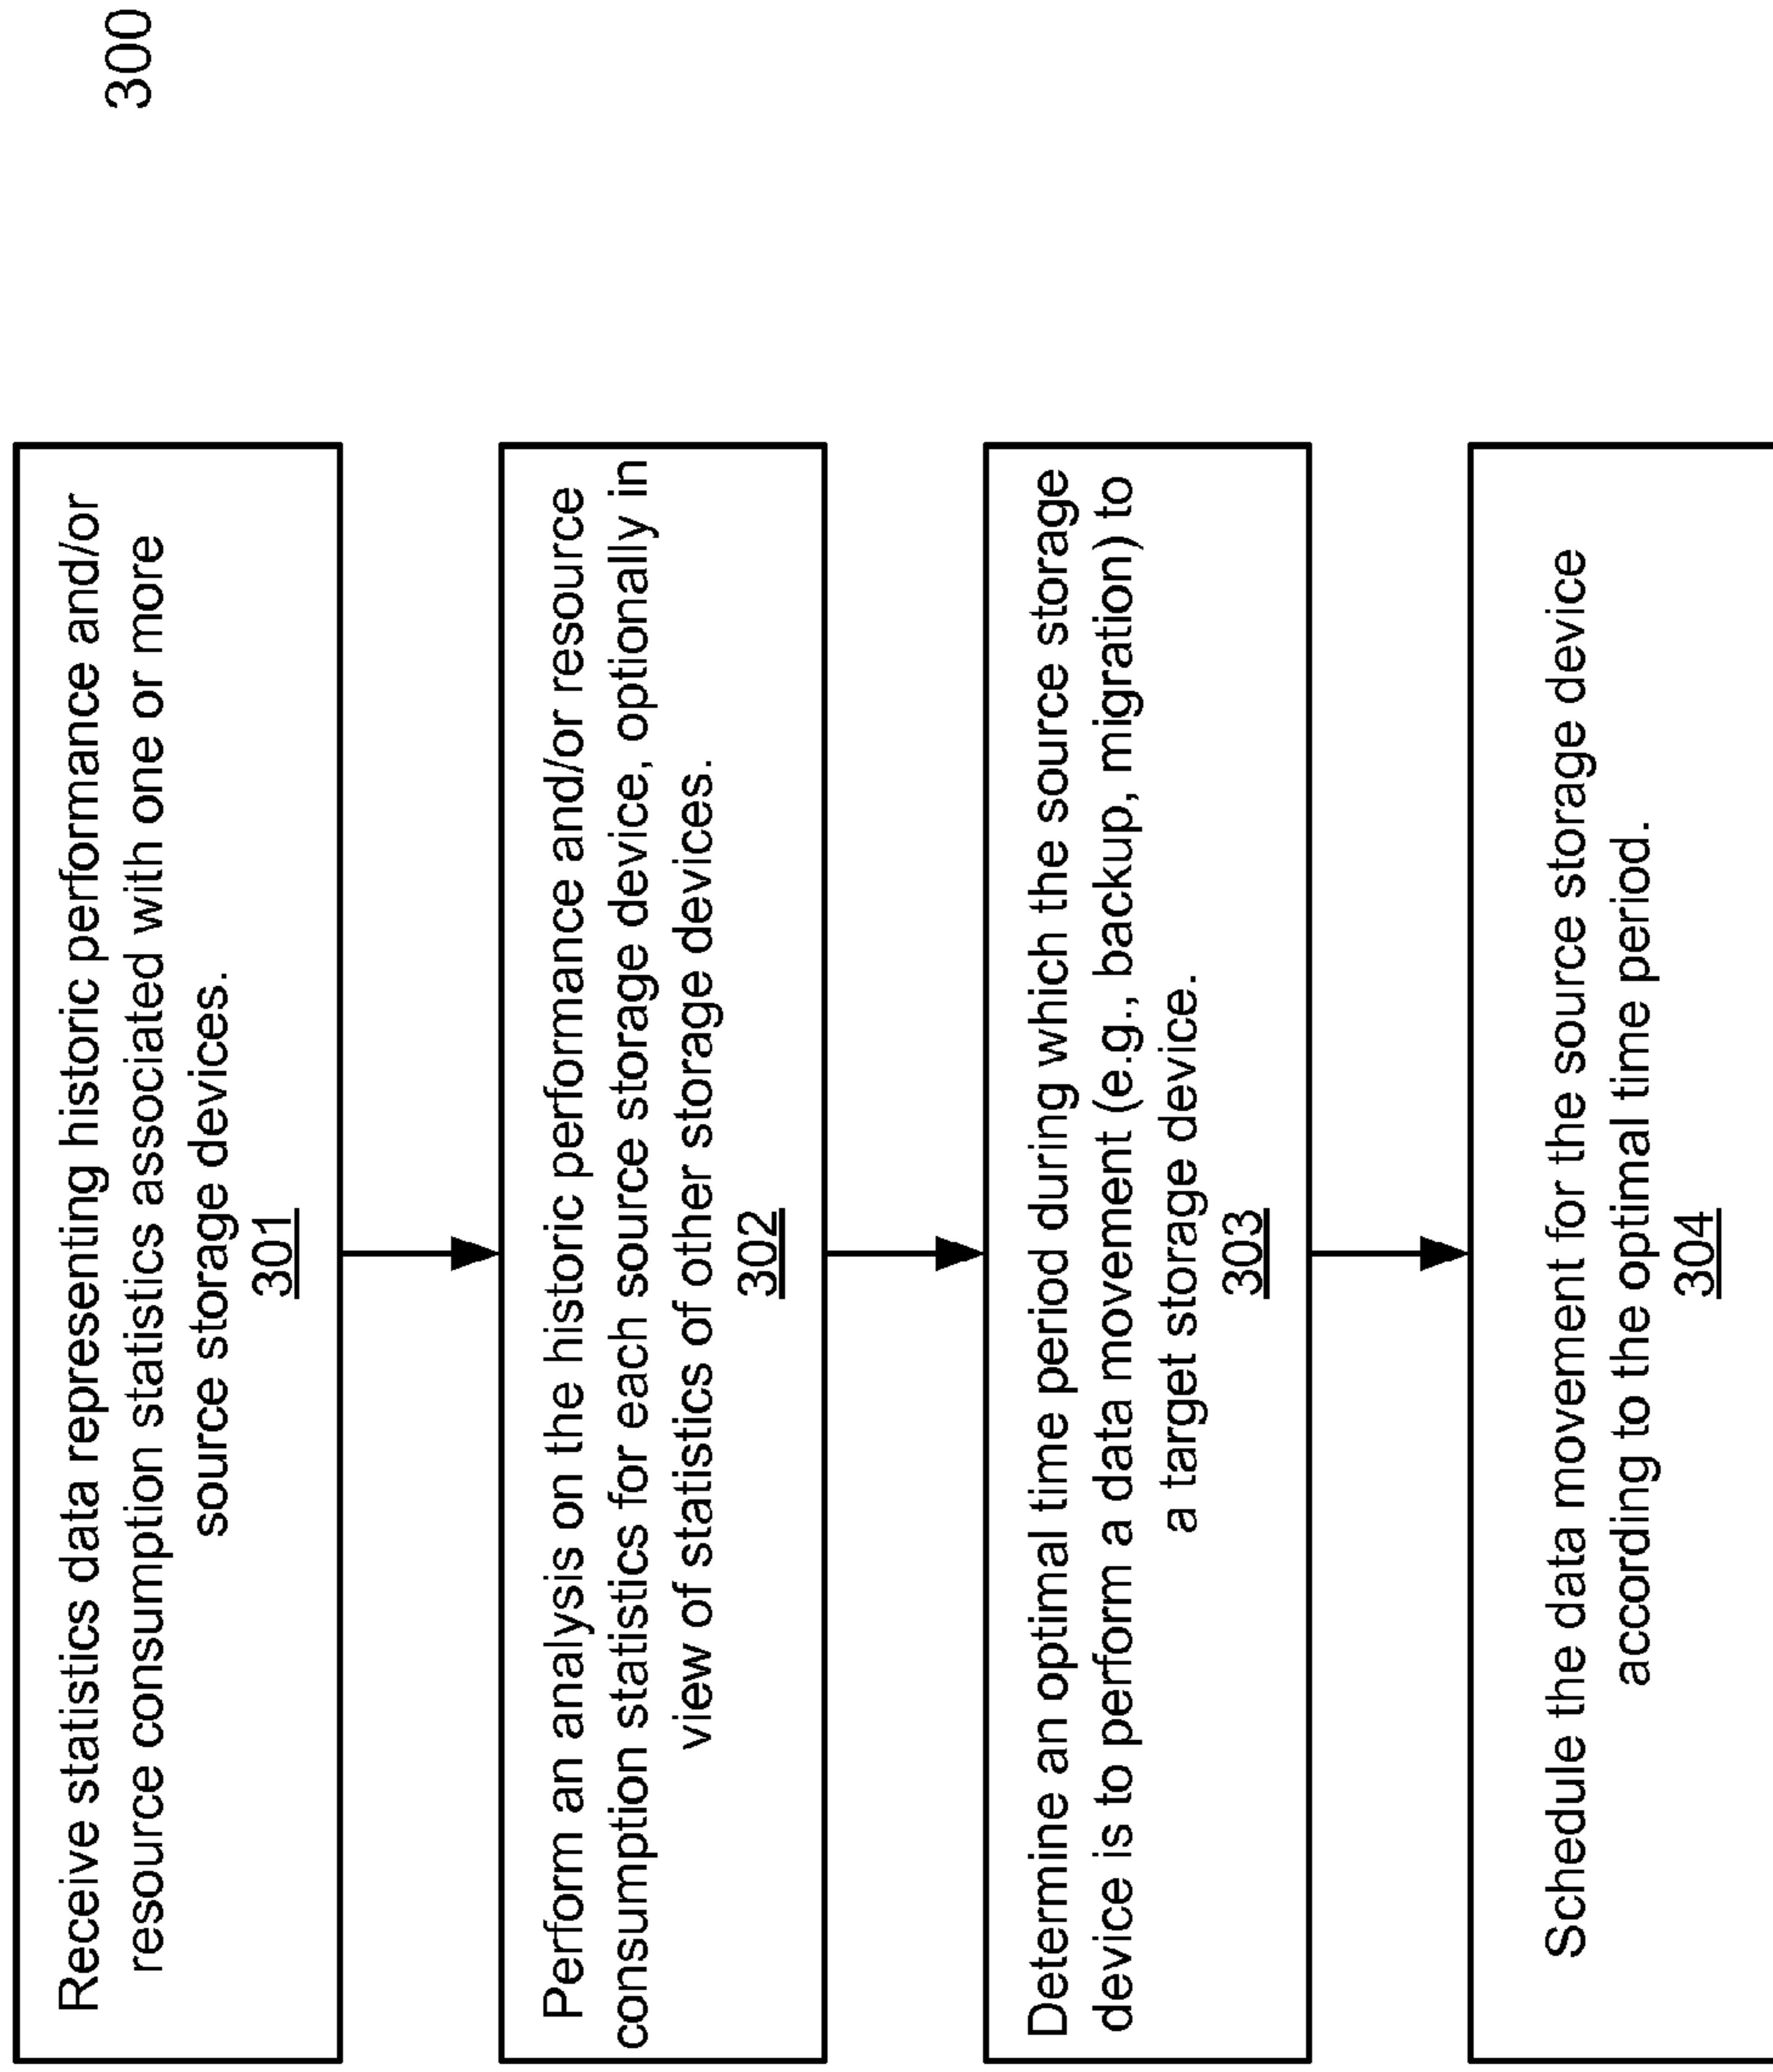 300
Receive statistics data representing historic performance and/or
resource consumption statistics associated with one or more
source storage devices.
301
Perform an analysis on the historic performance and/or resource
consumption statistics for each source storage device, optionally in
view of statistics of other storage devices.
302
Determine an optimal time period during which the source storage
device is to perform a data movement (e.g., backup, migration) to
a target storage device.
303
Schedule the data movement for the source storage device
according to the optimal time period.
304